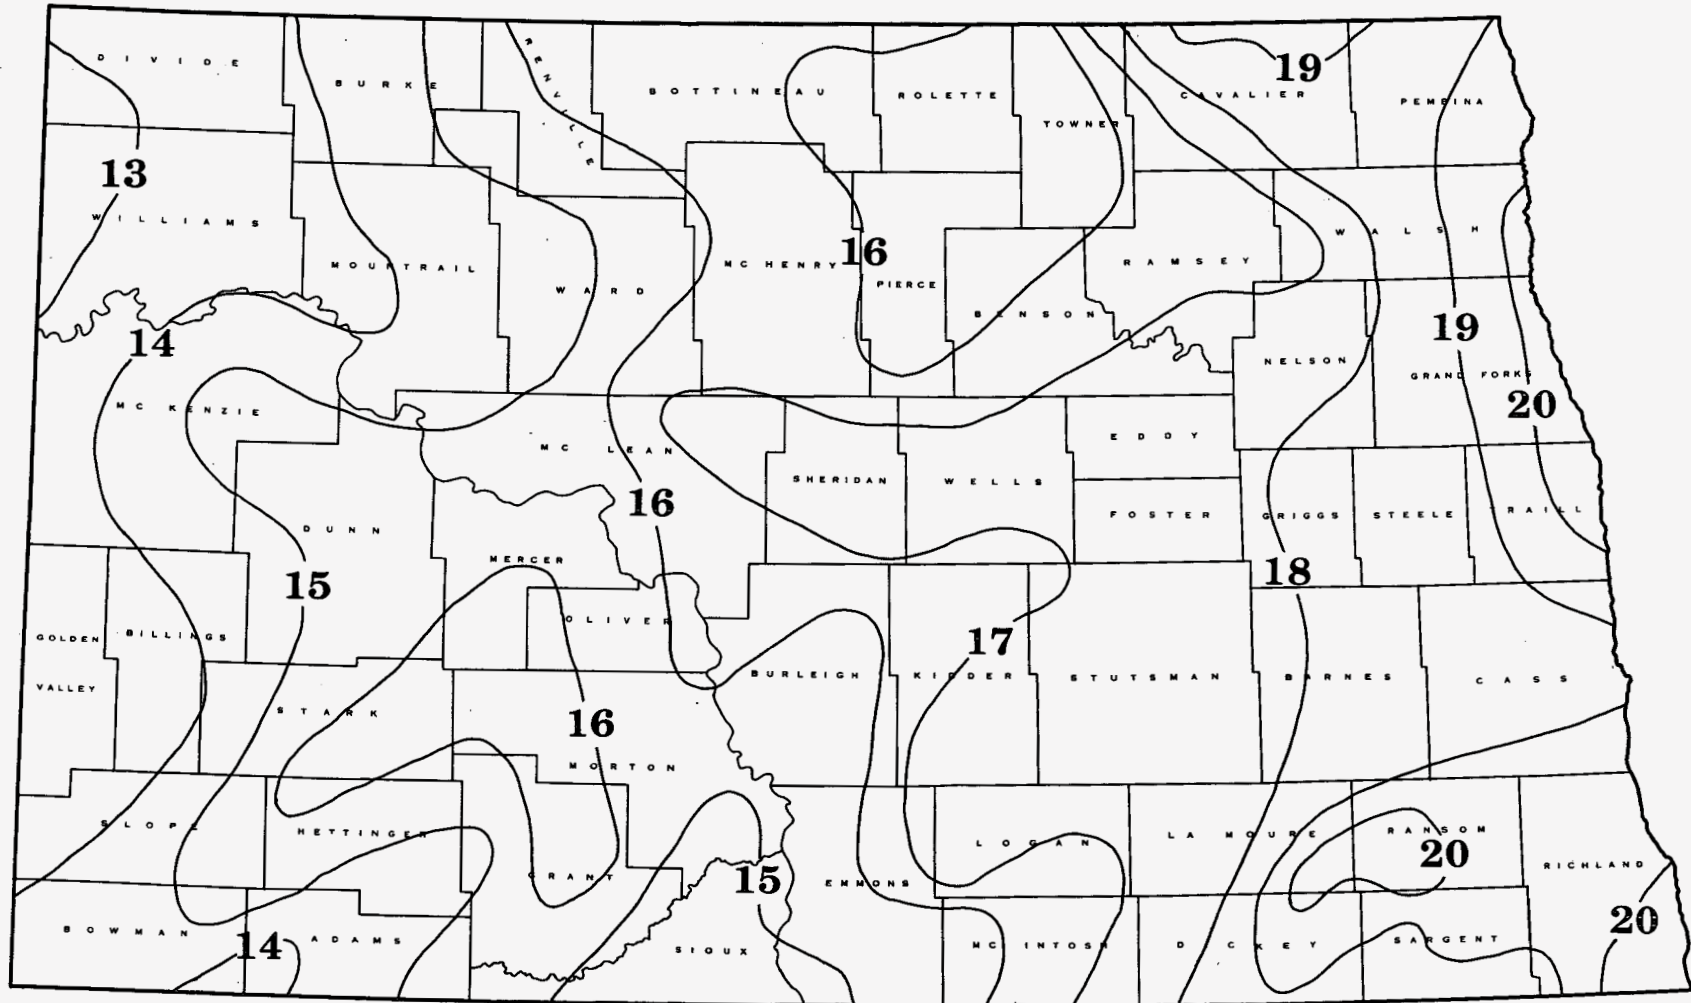 DIVIDE
BURKE
RENVILLE
BOTTINEAU
ROLETTE
TOWNER
CAVALIER
19
PEMBINA
13
WILLIAMS
MOUNTRAIL
WARD
MC HENRY
16
PIERCE
BENSON
RAMSEY
WALSH
14
MC KENZIE
NELSON
19
GRAND FORKS
20
MC LEAN
SHERIDAN
WELLS
EDDY
FOSTER
GRIGGS
STEELE
TRAILL
DUNN
16
15
MERCER
OLIVER
18
GOLDEN
VALLEY
BILLINGS
STARK
16
MORTON
BURLEIGH
17
KIDDER
STUTSMAN
BARNES
CASS
SLOPE
HETTINGER
GRANT
15
EMMONS
LOGAN
LA MOURE
RANSOM
20
RICHLAND
BOWMAN
14
ADAMS
SIOUX
MC INTOSH
DICKEY
SARGENT
20